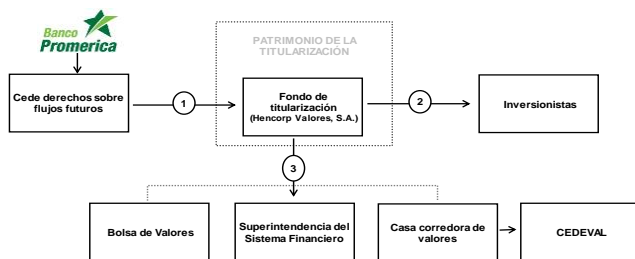 Banco
Promerica
PATRIMONIO DE LA
TITULARIZACIÓN
Cede derechos sobre
flujos futuros
1
Fondo de
titularización
(Hencorp Valores, S.A.)
2
Inversionistas
3
Bolsa de Valores
Superintendencia del
Sistema Financiero
Casa corredora de
valores
CEDEVAL